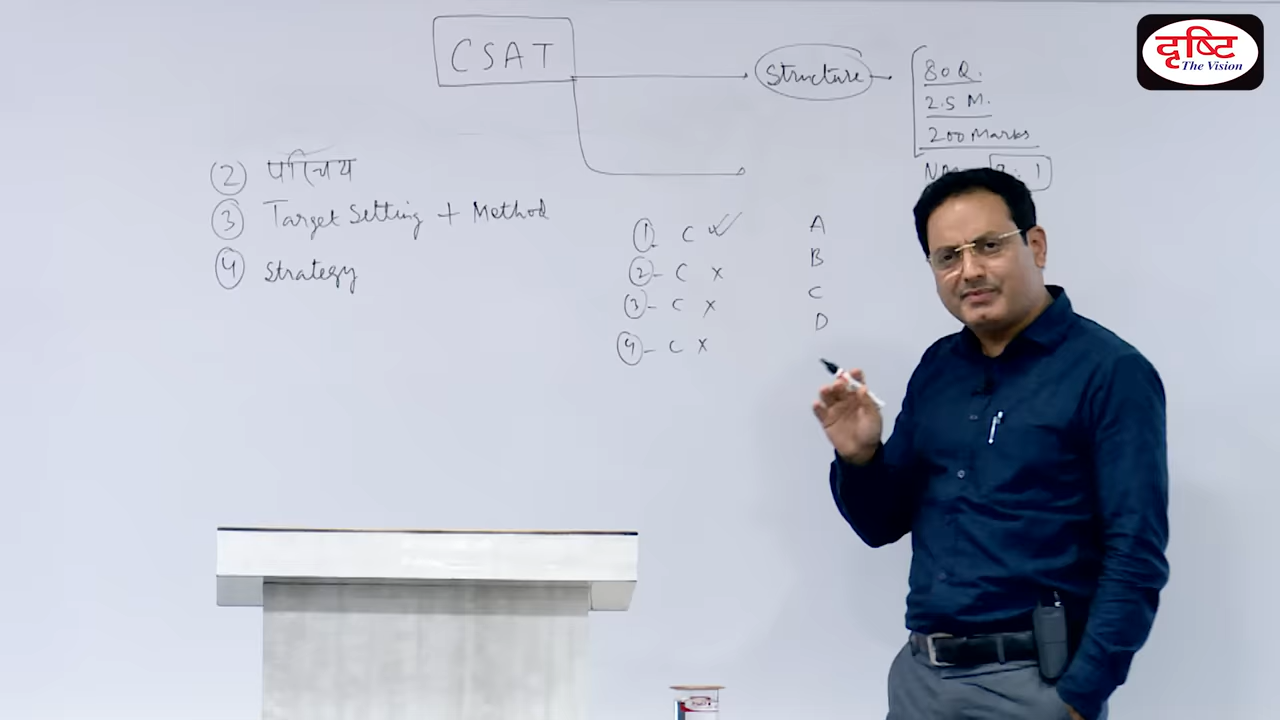 CSAT
Structure
80 Q.
2.5 M.
200 Marks
दृष्टि
The Vision
(2) परिचय
(3) Target Setting + Method
(4) Strategy
(1) C ✓
(2) - C X
(3) - C X
(4) - C X
A
B
C
D